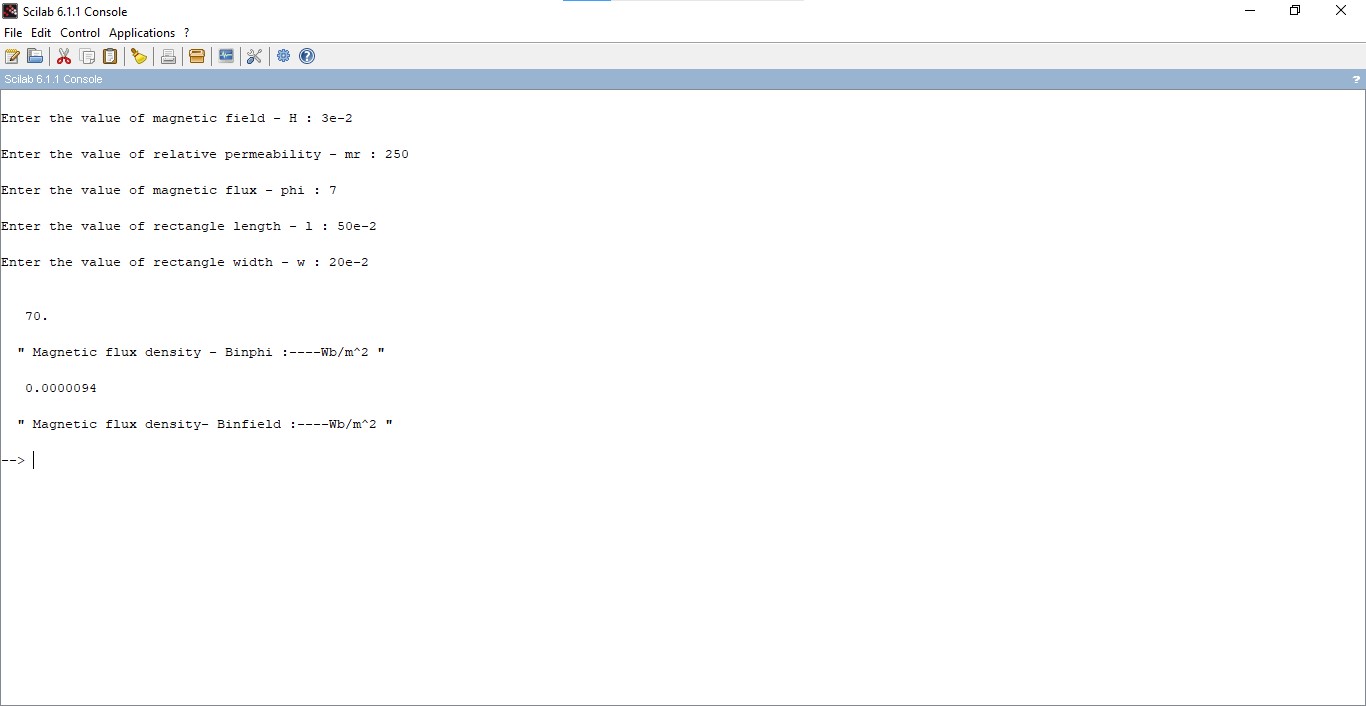 Scilab 6.1.1 Console
File Edit Control Applications ?
Scilab 6.1.1 Console ?
Enter the value of magnetic field - H : 3e-2
Enter the value of relative permeability - mr : 250
Enter the value of magnetic flux - phi : 7
Enter the value of rectangle length - l : 50e-2
Enter the value of rectangle width - w : 20e-2
70.
" Magnetic flux density - Binphi :----Wb/m^2 "
0.0000094
" Magnetic flux density- Binfield :----Wb/m^2 "
-->